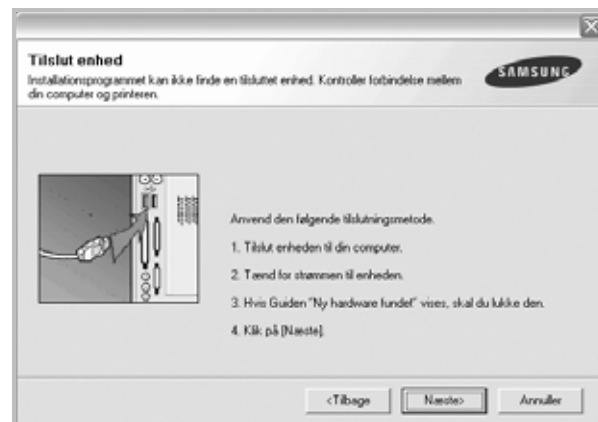 Tilslut enhed
Installationsprogrammet kan ikke finde en tilsluttet enhed. Kontroller forbindelse mellem
din computer og printeren.
SAMSUNG
Anvend den følgende tilslutningsmetode.
1. Tilslut enheden til din computer.
2. Tænd for strømmen til enheden.
3. Hvis Guiden "Ny hardware fundet" vises, skal du lukke den.
4. Klik på [Næste].
<Tilbage
Næste>
Annuller